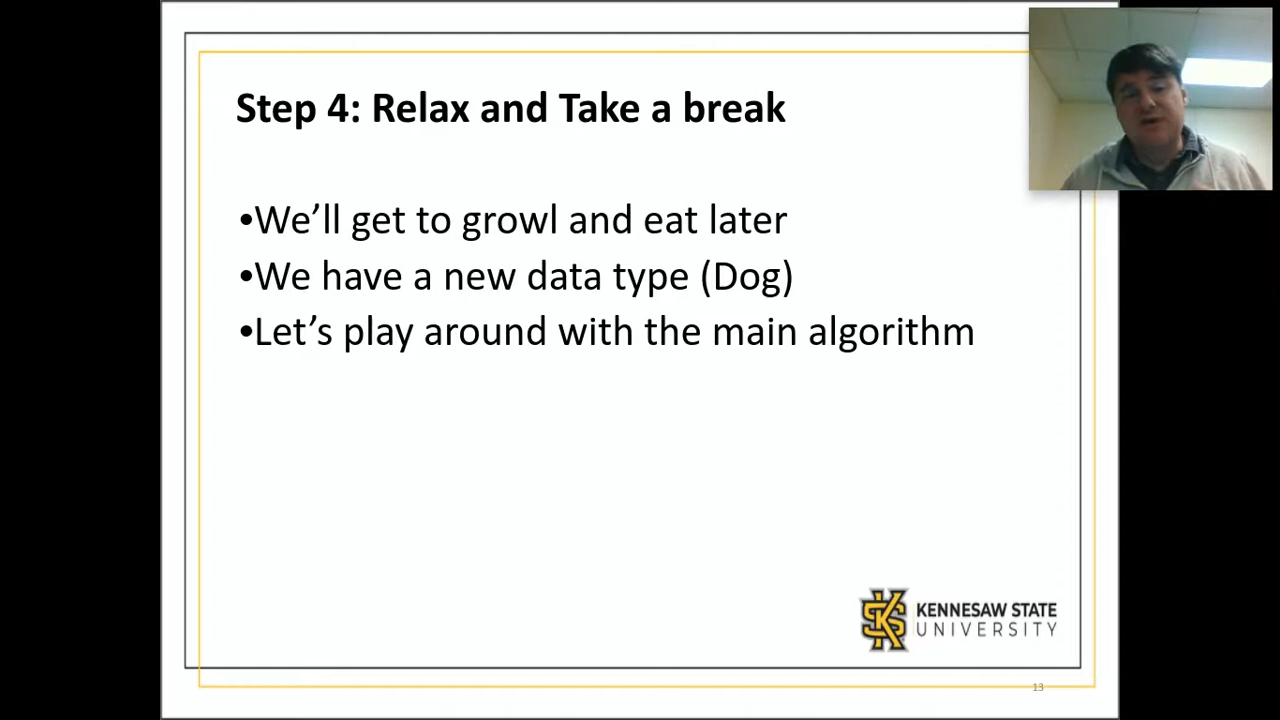 Step 4: Relax and Take a break
•We’ll get to growl and eat later
•We have a new data type (Dog)
•Let’s play around with the main algorithm
KENNESAW STATE
UNIVERSITY
13